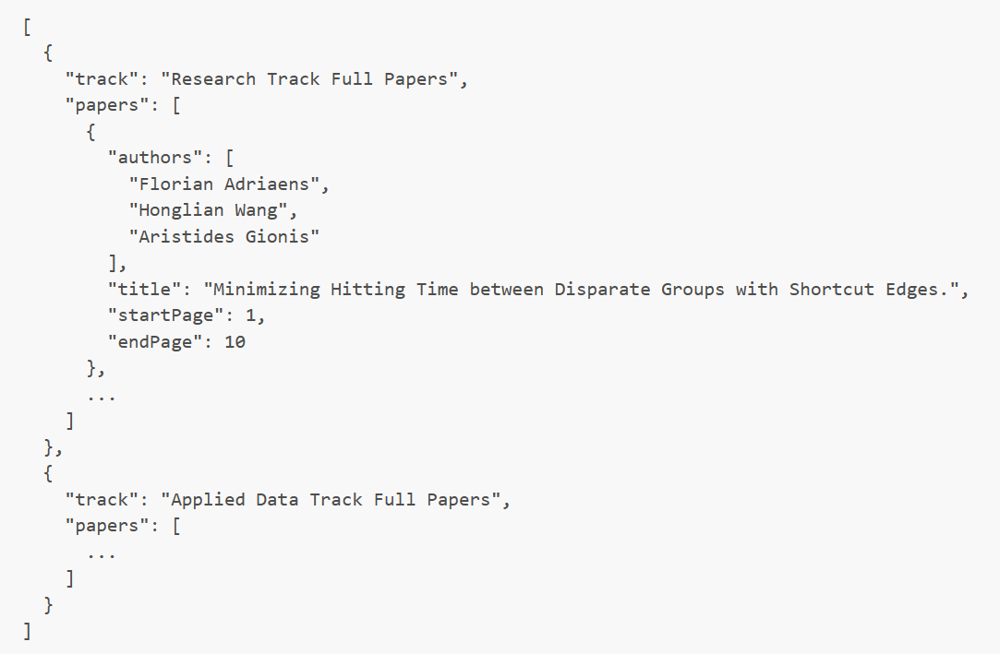 [
  {
    "track": "Research Track Full Papers",
    "papers": [
      {
        "authors": [
          "Florian Adriaens",
          "Honglian Wang",
          "Aristides Gionis"
        ],
        "title": "Minimizing Hitting Time between Disparate Groups with Shortcut Edges.",
        "startPage": 1,
        "endPage": 10
      },
      ...
    ]
  },
  {
    "track": "Applied Data Track Full Papers",
    "papers": [
      ...
    ]
  }
]